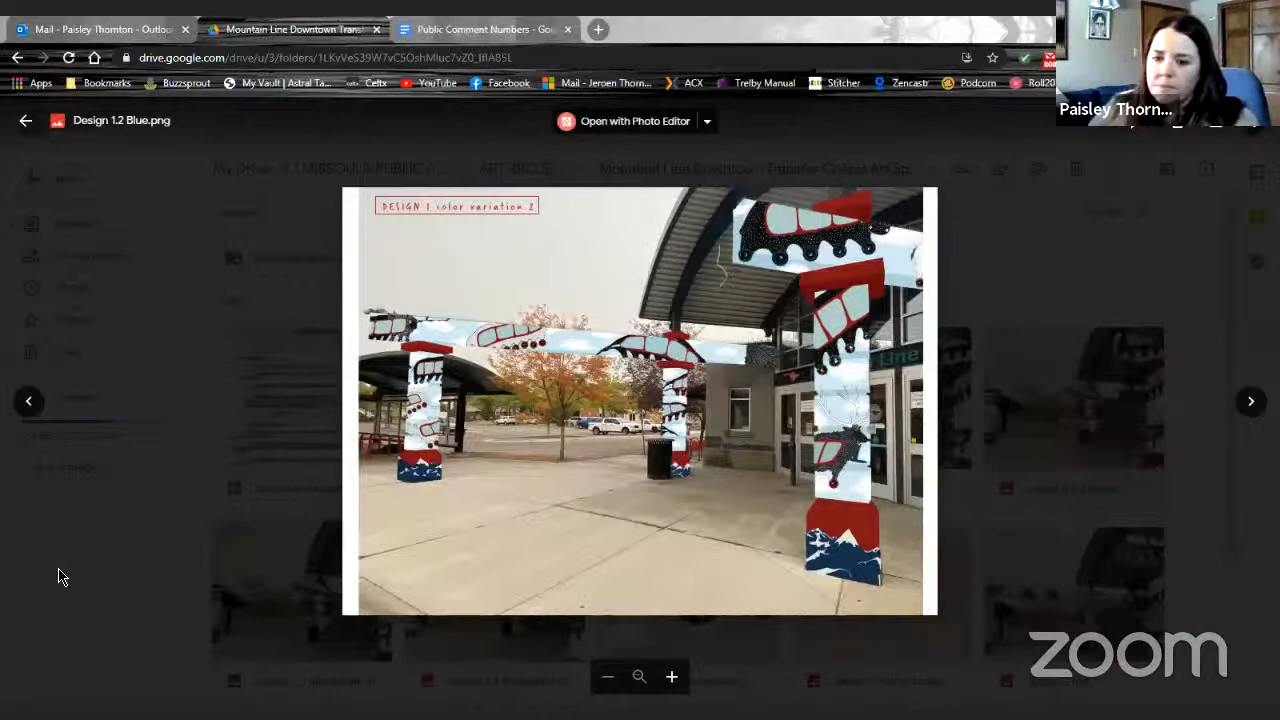 Mail - Paisley Thornton - Outloo
Mountain Line Downtown Trans
Public Comment Numbers - Go
drive.google.com/drive/u/3/folders/
Apps
Bookmarks
Buzzsprout
My Vault | Astral Ta...
Celtx
YouTube
Facebook
Mail - Jeroen Thorn...
ACX
Trelby Manual
Stitcher
Zencastr
Podcorn
Roll20
Paisley Thorn...
Design 1.2 Blue.png
Open with Photo Editor
DESIGN 1 color variation 2
Line
zoom